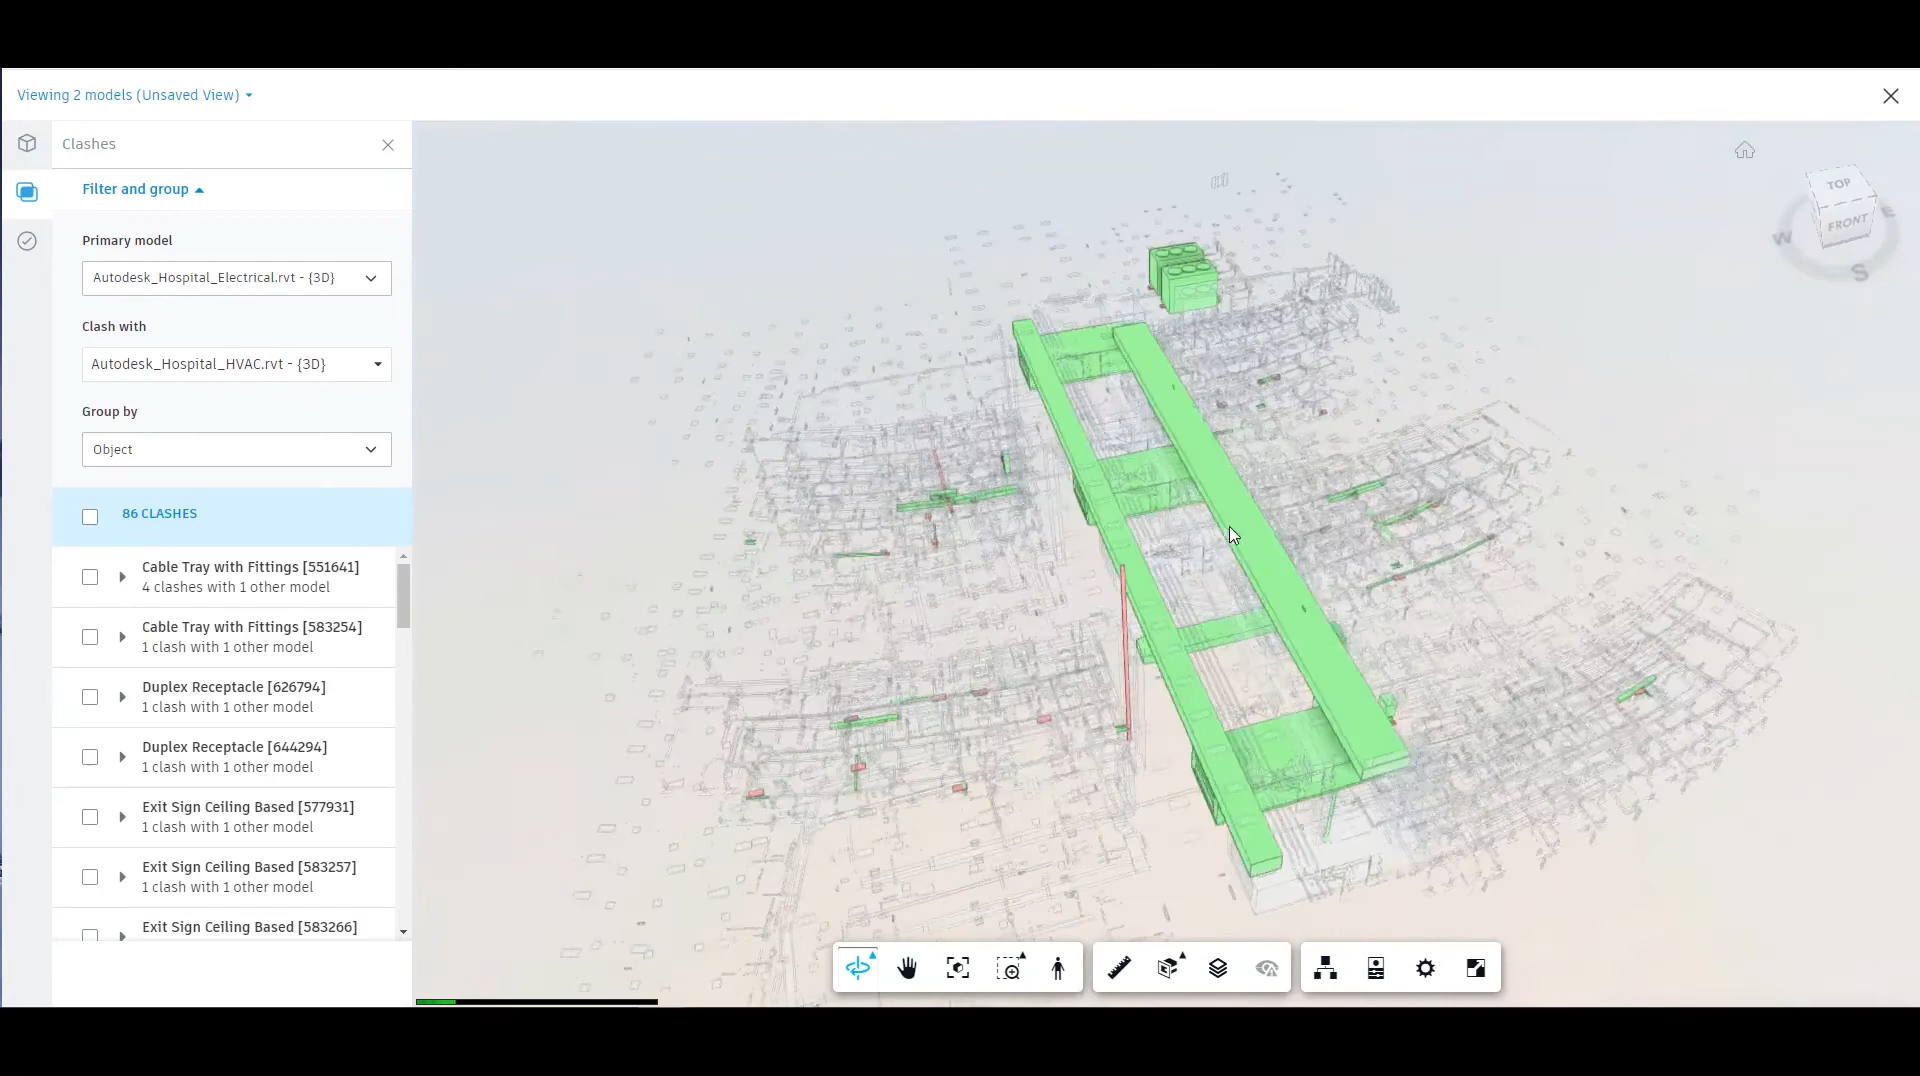 Viewing 2 models (Unsaved View)
Clashes
Filter and group
Primary model
Autodesk_Hospital_Electrical.rvt - {3D}
Clash with
Autodesk_Hospital_HVAC.rvt - {3D}
Group by
Object
86 CLASHES
Cable Tray with Fittings [551641]
4 clashes with 1 other model
Cable Tray with Fittings [583254]
1 clash with 1 other model
Duplex Receptacle [626794]
1 clash with 1 other model
Duplex Receptacle [644294]
1 clash with 1 other model
Exit Sign Ceiling Based [577931]
1 clash with 1 other model
Exit Sign Ceiling Based [583257]
1 clash with 1 other model
Exit Sign Ceiling Based [583266]
TOP
FRONT
W
E
S